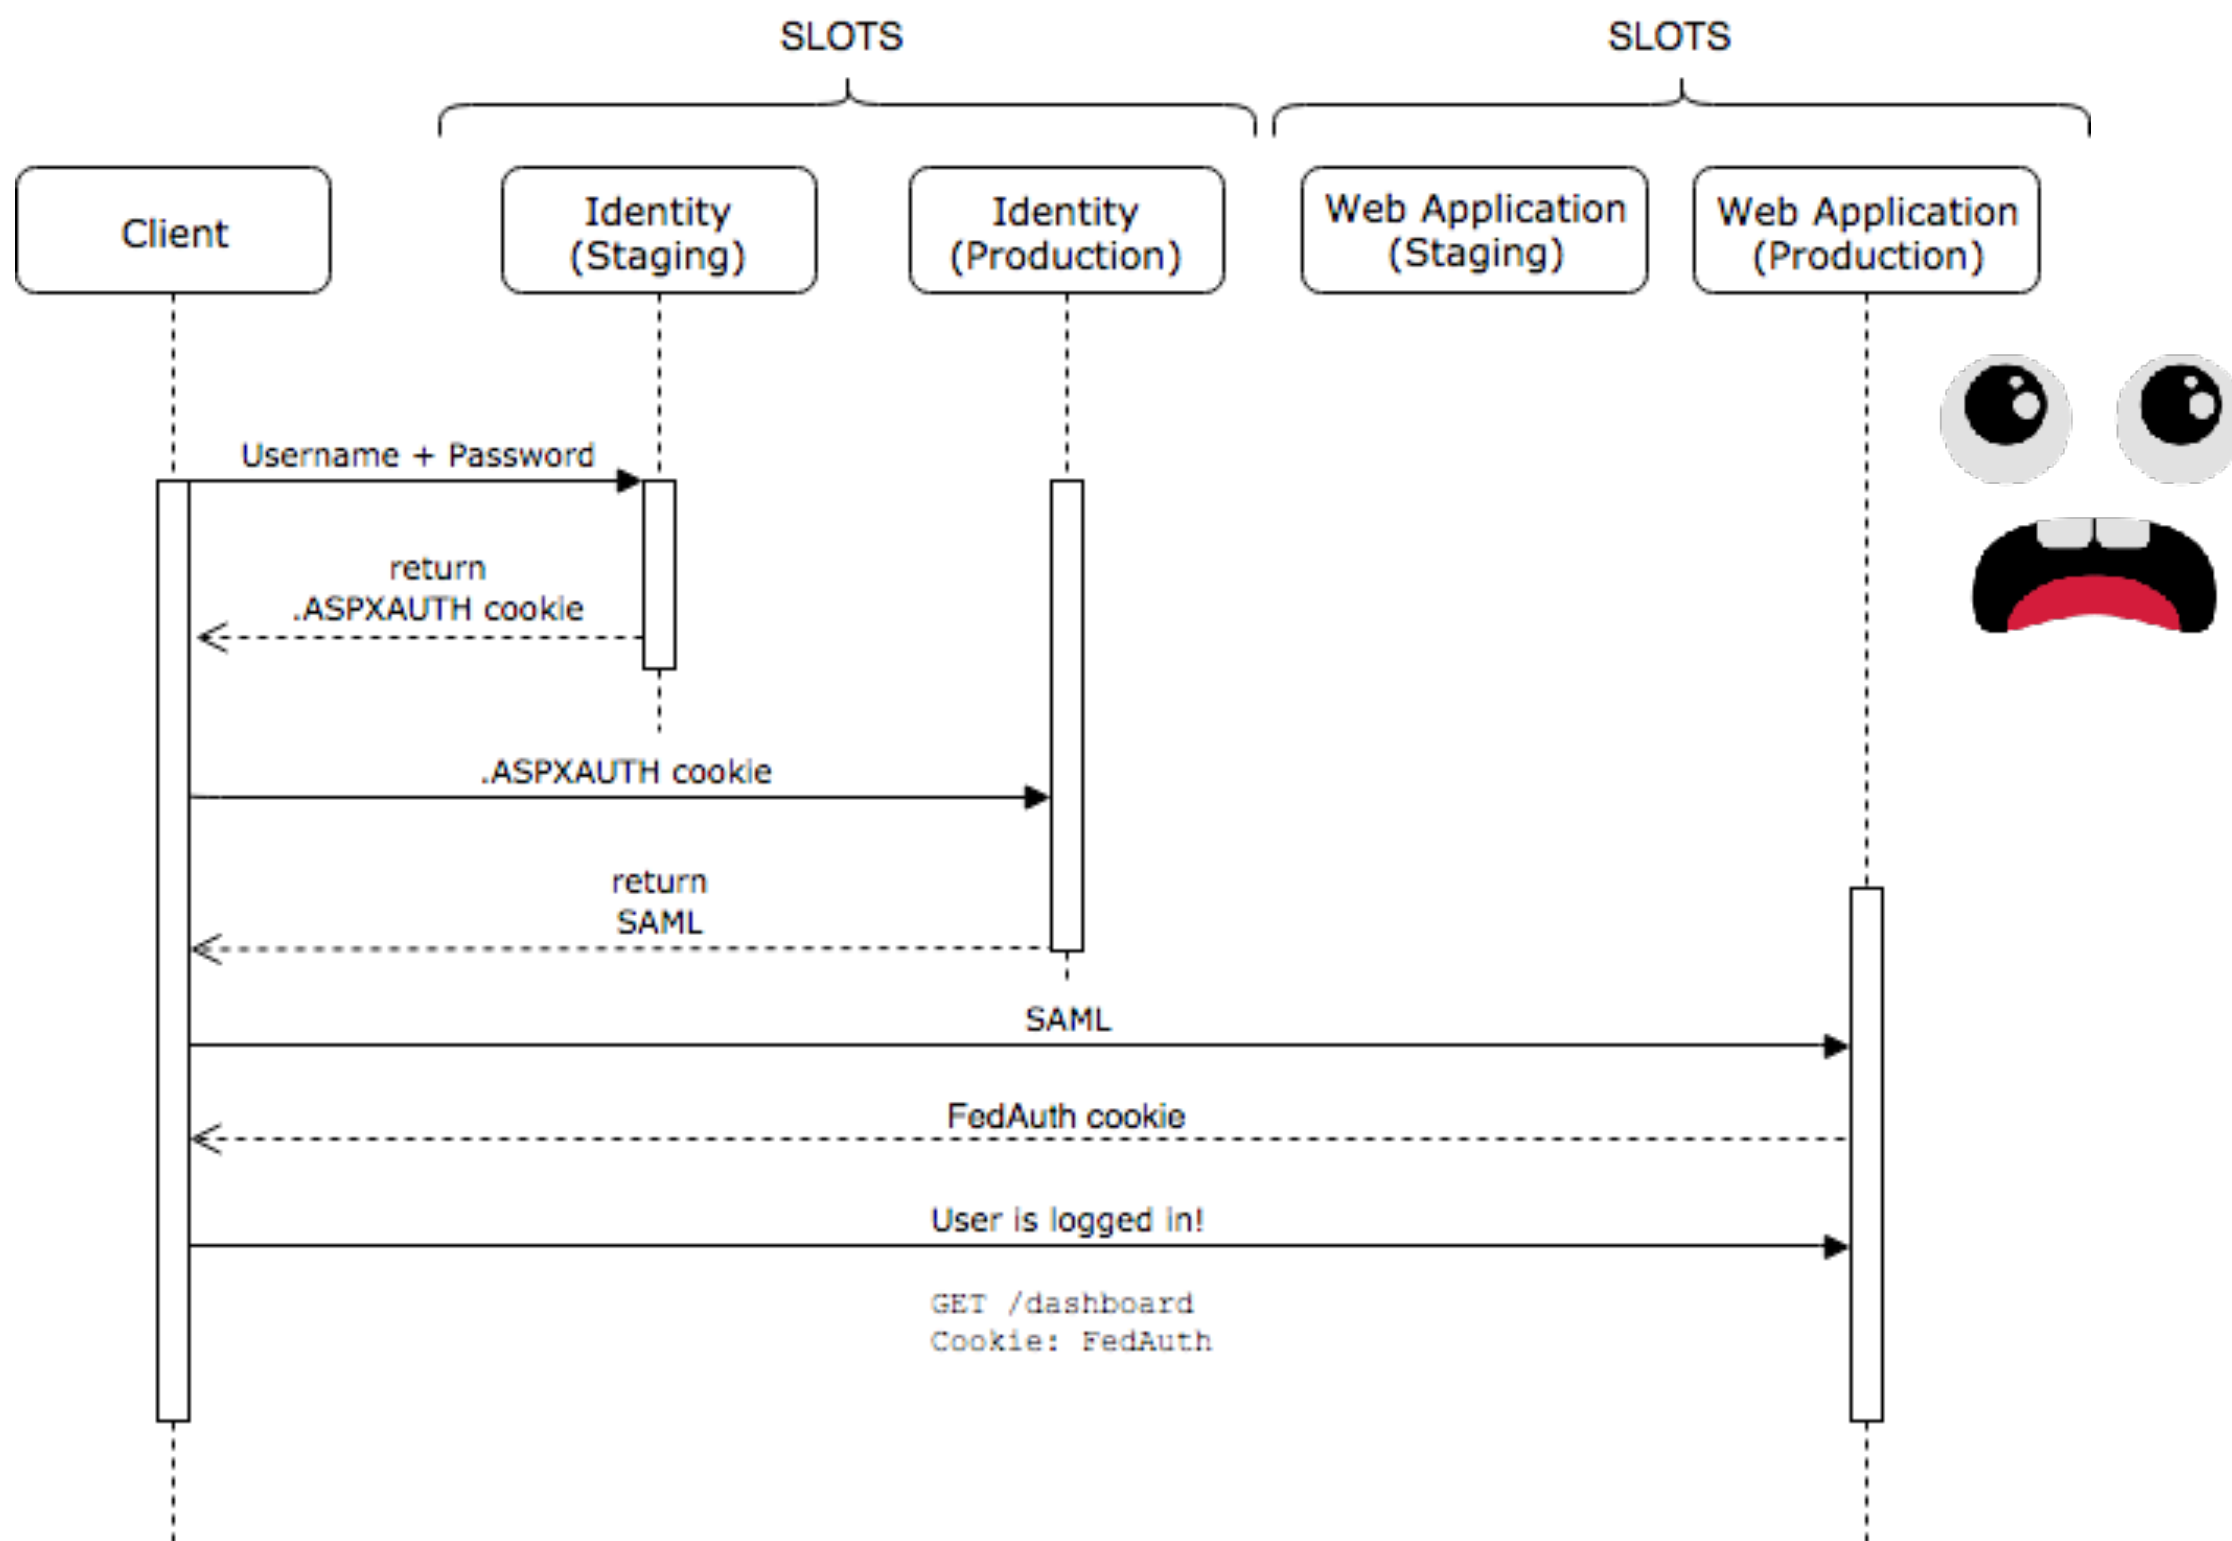 SLOTS
SLOTS
Client
Identity
(Staging)
Identity
(Production)
Web Application
(Staging)
Web Application
(Production)
Username + Password
return
.ASPXAUTH cookie
.ASPXAUTH cookie
return
SAML
SAML
FedAuth cookie
User is logged in!
GET /dashboard
Cookie: FedAuth